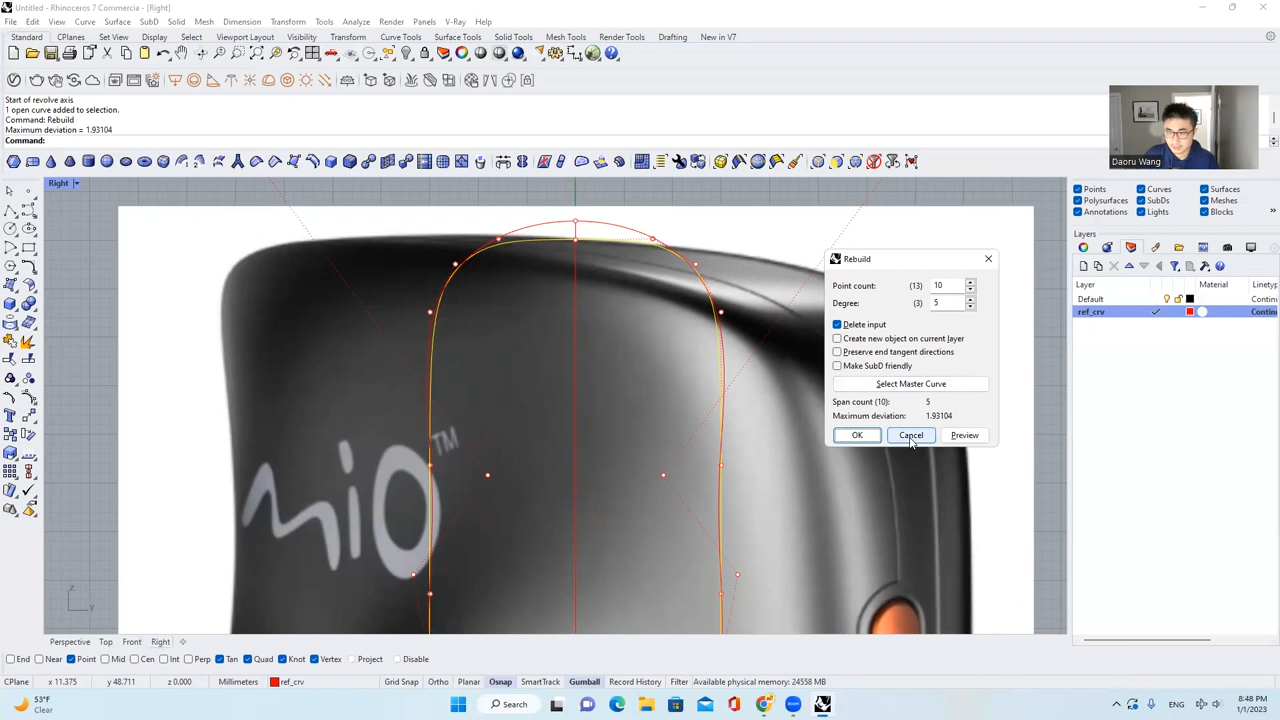 Untitled - Rhinoceros 7 Commercia - [Right]
File Edit View Curve Surface SubD Solid Mesh Dimension Transform Tools Analyze Render Panels V-Ray Help
Standard CPlanes Set View Display Select Viewport Layout Visibility Transform Curve Tools Surface Tools Solid Tools Mesh Tools Render Tools Drafting New in V7
Start of revolve axis
1 open curve added to selection.
Command: Rebuild
Maximum deviation = 1.93104
Command:
Daoru Wang
Right
Points Curves Surfaces
Polysurfaces SubDs Meshes
Annotations Lights Blocks
Layers
Layer Material Linetyp
Default Continu
ref_crv Contin
Rebuild
Point count: (13) 10
Degree: (3) 5
Delete input
Create new object on current layer
Preserve end tangent directions
Make SubD friendly
Select Master Curve
Span count (10): 5
Maximum deviation: 1.93104
OK Cancel Preview
mio™
z
y
Perspective Top Front Right
End Near Point Mid Cen Int Perp Tan Quad Knot Vertex Project Disable
CPlane x 11.375 y 48.711 z 0.000 Millimeters ref_crv Grid Snap Ortho Planar Osnap SmartTrack Gumball Record History Filter Available physical memory: 24558 MB
53°F
Clear
Search
8:48 PM
1/1/2023